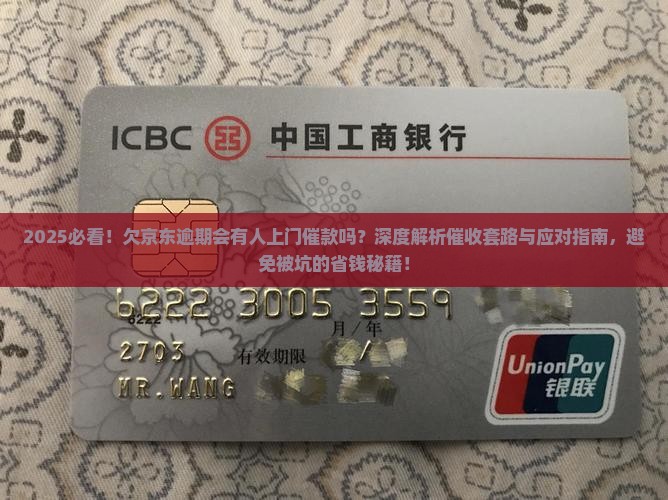 ICBC 中国工商银行
2025必看！欠京东逾期会有人上门催款吗？深度解析催收套路与应对指南，避
免被坑的省钱秘籍！
6222 3005 3559
6222
月/年
2703 有效期限 /
MR.WANG
UnionPay
银联